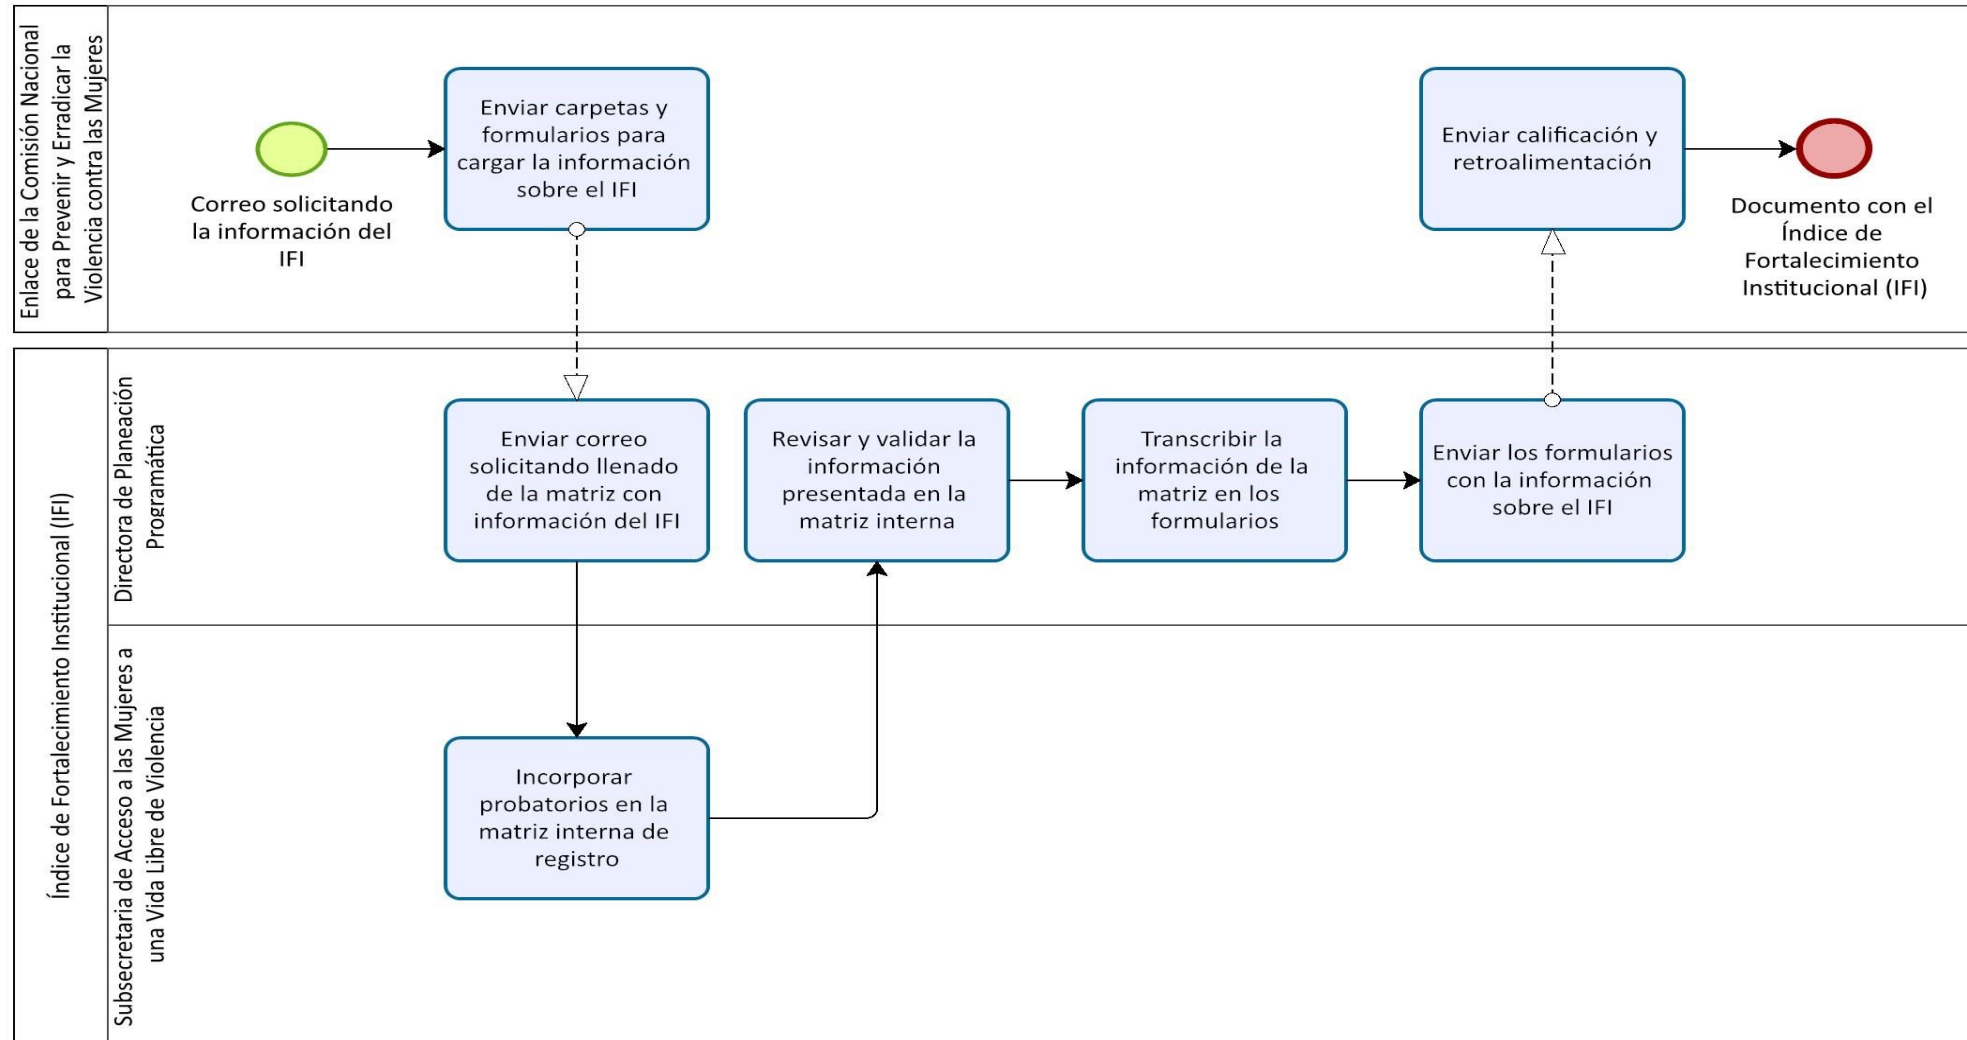 Enlace de la Comisión Nacional
para Prevenir y Erradicar la
Violencia contra las Mujeres
Correo solicitando
la información del
IFI
Enviar carpetas y
formularios para
cargar la información
sobre el IFI
Enviar calificación y
retroalimentación
Documento con el
Índice de
Fortalecimiento
Institucional (IFI)
Índice de Fortalecimiento Institucional (IFI)
Directora de Planeación
Programática
Enviar correo
solicitando llenado
de la matriz con
información del IFI
Revisar y validar la
información
presentada en la
matriz interna
Transcribir la
información de la
matriz en los
formularios
Enviar los formularios
con la información
sobre el IFI
Subsecretaria de Acceso a las Mujeres a
una Vida Libre de Violencia
Incorporar
probatorios en la
matriz interna de
registro